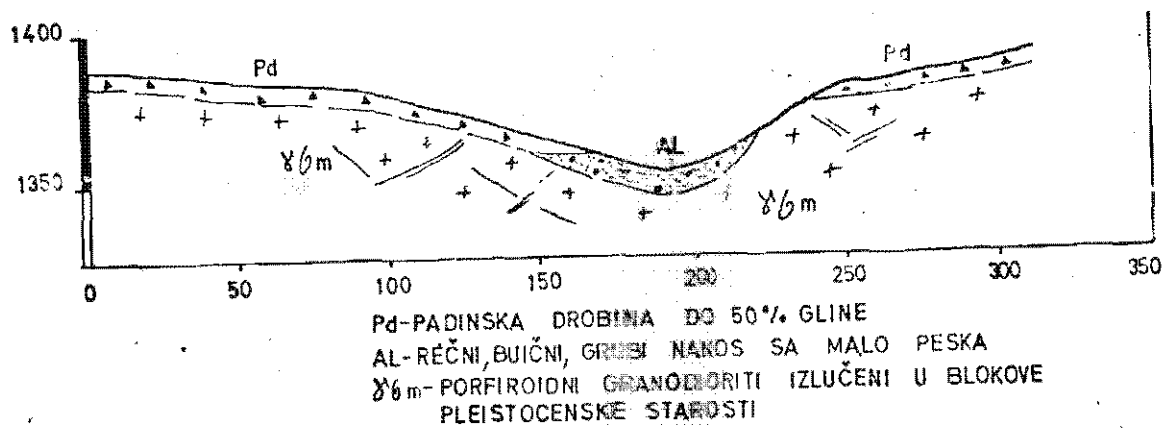 1400
Pd
Pd
AL
γ6m
1350
γ6m
0 50 100 150 200 250 300 350
Pd-PADINSKA DROBINA DO 50% GLINE
AL-REČNI, BUIČNI, GRUBI NANOS SA MALO PESKA
γ6m-PORFIROIDNI GRANODIORITI IZLUČENI U BLOKOVE
PLEISTOCENSKE STAROSTI